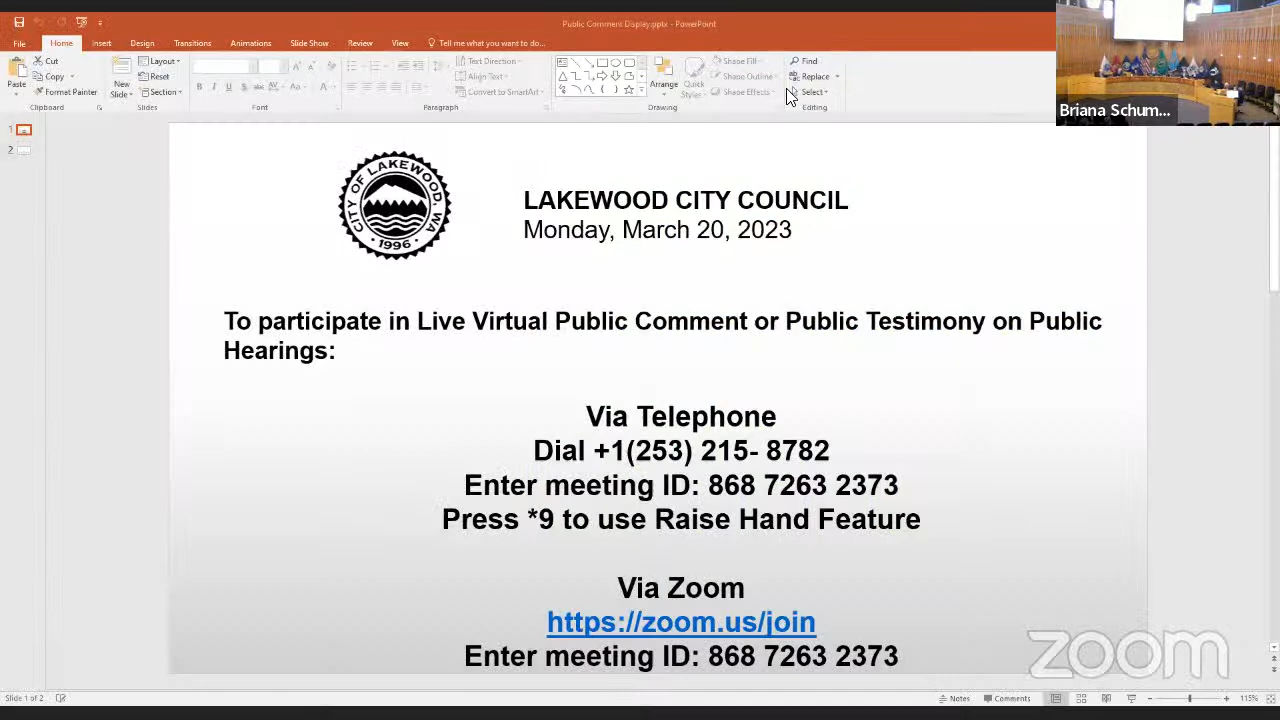 Public Comment Display.pptx - PowerPoint
File Home Insert Design Transitions Animations Slide Show Review View Tell me what you want to do...
Paste
Cut
Copy
Format Painter
Clipboard
New Slide
Layout
Reset
Section
Slides
Font
Text Direction
Align Text
Convert to SmartArt
Paragraph
Arrange
Quick Styles
Shape Fill
Shape Outline
Shape Effects
Drawing
Find
Replace
Select
Editing
Briana Schum...
1
2
CITY OF LAKEWOOD, WA
1996
LAKEWOOD CITY COUNCIL
Monday, March 20, 2023
To participate in Live Virtual Public Comment or Public Testimony on Public
Hearings:
Via Telephone
Dial +1(253) 215- 8782
Enter meeting ID: 868 7263 2373
Press *9 to use Raise Hand Feature
Via Zoom
https://zoom.us/join
Enter meeting ID: 868 7263 2373
zoom
Slide 1 of 2
Notes Comments 115%